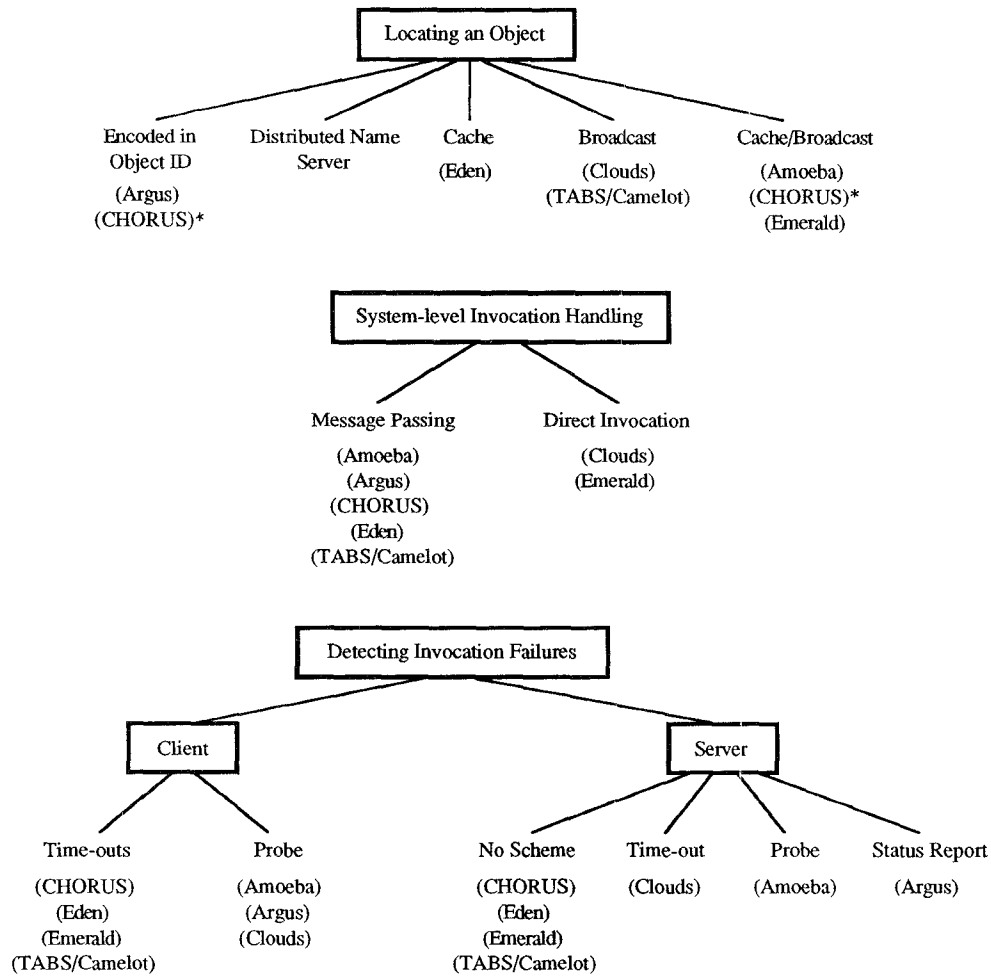 Locating an Object
Encoded in
Object ID
(Argus)
(CHORUS)*
Distributed Name
Server
Cache
(Eden)
Broadcast
(Clouds)
(TABS/Camelot)
Cache/Broadcast
(Amoeba)
(CHORUS)*
(Emerald)
System-level Invocation Handling
Message Passing
(Amoeba)
(Argus)
(CHORUS)
(Eden)
(TABS/Camelot)
Direct Invocation
(Clouds)
(Emerald)
Detecting Invocation Failures
Client
Server
Time-outs
(CHORUS)
(Eden)
(Emerald)
(TABS/Camelot)
Probe
(Amoeba)
(Argus)
(Clouds)
No Scheme
(CHORUS)
(Eden)
(Emerald)
(TABS/Camelot)
Time-out
(Clouds)
Probe
(Amoeba)
Status Report
(Argus)